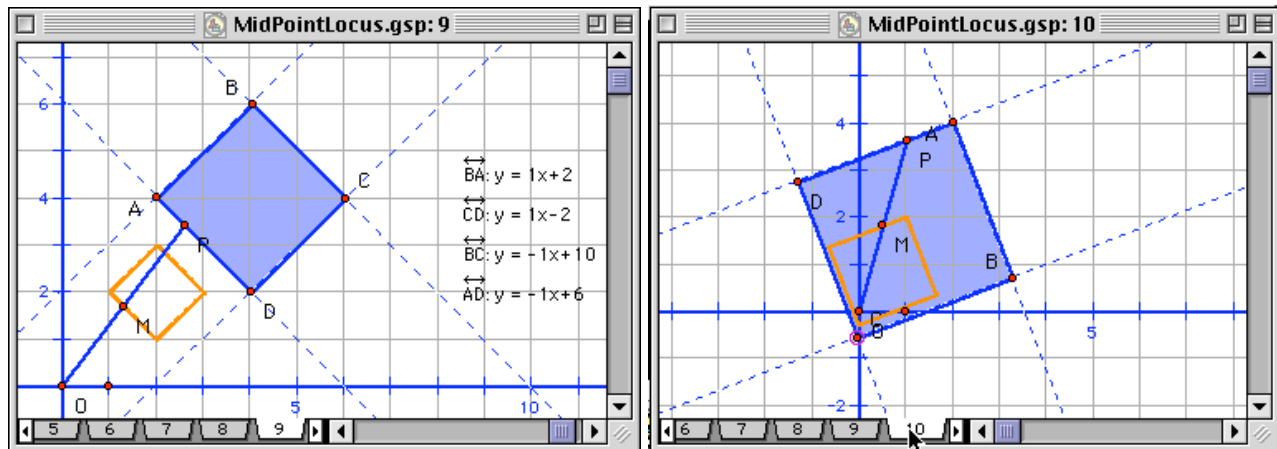 MidPointLocus.gsp: 9
B
6
BA: y = 1x+2
C
4
A
CD: y = 1x-2
P
BC: y = -1x+10
2
AD: y = -1x+6
D
M
O
5
10
5 6 7 8 9
MidPointLocus.gsp: 10
4
A
P
D
2
M
B
C
O
5
-2
6 7 8 9 10